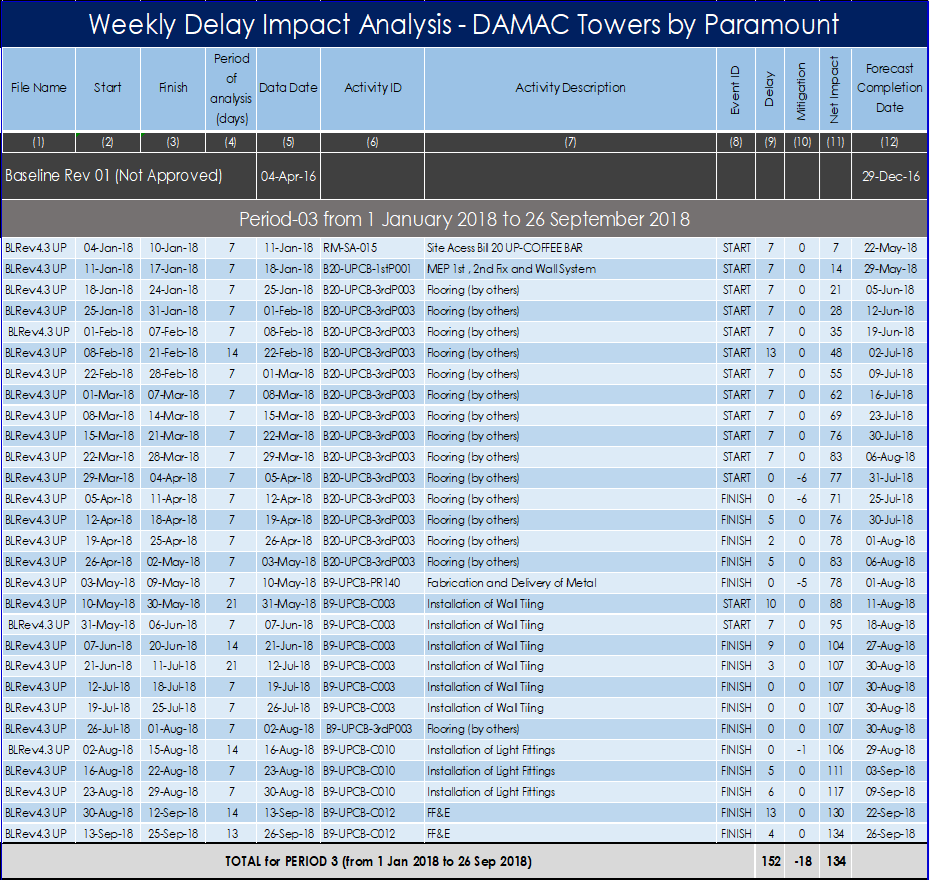 Weekly Delay Impact Analysis - DAMAC Towers by Paramount
File Name Start Finish Period of analysis (days) Data Date Activity ID Activity Description Event ID Delay Mitigation Net Impact Forecast Completion Date
(1) (2) (3) (4) (5) (6) (7) (8) (9) (10) (11) (12)
Baseline Rev 01 (Not Approved) 04-Apr-16 29-Dec-16
Period-03 from 1 January 2018 to 26 September 2018
BLRev4.3 UP 04-Jan-18 10-Jan-18 7 11-Jan-18 RM-SA-015 Site Acess Bill 20 UP-COFFEE BAR START 7 0 7 22-May-18
BLRev4.3 UP 11-Jan-18 17-Jan-18 7 18-Jan-18 B20-UPCB-1stP001 MEP 1st , 2nd Fix and Wall System START 7 0 14 29-May-18
BLRev4.3 UP 18-Jan-18 24-Jan-18 7 25-Jan-18 B20-UPCB-3rdP003 Flooring (by others) START 7 0 21 05-Jun-18
BLRev4.3 UP 25-Jan-18 31-Jan-18 7 01-Feb-18 B20-UPCB-3rdP003 Flooring (by others) START 7 0 28 12-Jun-18
BLRev4.3 UP 01-Feb-18 07-Feb-18 7 08-Feb-18 B20-UPCB-3rdP003 Flooring (by others) START 7 0 35 19-Jun-18
BLRev4.3 UP 08-Feb-18 21-Feb-18 14 22-Feb-18 B20-UPCB-3rdP003 Flooring (by others) START 13 0 48 02-Jul-18
BLRev4.3 UP 22-Feb-18 28-Feb-18 7 01-Mar-18 B20-UPCB-3rdP003 Flooring (by others) START 7 0 55 09-Jul-18
BLRev4.3 UP 01-Mar-18 07-Mar-18 7 08-Mar-18 B20-UPCB-3rdP003 Flooring (by others) START 7 0 62 16-Jul-18
BLRev4.3 UP 08-Mar-18 14-Mar-18 7 15-Mar-18 B20-UPCB-3rdP003 Flooring (by others) START 7 0 69 23-Jul-18
BLRev4.3 UP 15-Mar-18 21-Mar-18 7 22-Mar-18 B20-UPCB-3rdP003 Flooring (by others) START 7 0 76 30-Jul-18
BLRev4.3 UP 22-Mar-18 28-Mar-18 7 29-Mar-18 B20-UPCB-3rdP003 Flooring (by others) START 7 0 83 06-Aug-18
BLRev4.3 UP 29-Mar-18 04-Apr-18 7 05-Apr-18 B20-UPCB-3rdP003 Flooring (by others) START 0 -6 77 31-Jul-18
BLRev4.3 UP 05-Apr-18 11-Apr-18 7 12-Apr-18 B20-UPCB-3rdP003 Flooring (by others) FINISH 0 -6 71 25-Jul-18
BLRev4.3 UP 12-Apr-18 18-Apr-18 7 19-Apr-18 B20-UPCB-3rdP003 Flooring (by others) FINISH 5 0 76 30-Jul-18
BLRev4.3 UP 19-Apr-18 25-Apr-18 7 26-Apr-18 B20-UPCB-3rdP003 Flooring (by others) FINISH 2 0 78 01-Aug-18
BLRev4.3 UP 26-Apr-18 02-May-18 7 03-May-18 B20-UPCB-3rdP003 Flooring (by others) FINISH 5 0 83 06-Aug-18
BLRev4.3 UP 03-May-18 09-May-18 7 10-May-18 B9-UPCB-PR140 Fabrication and Delivery of Metal FINISH 0 -5 78 01-Aug-18
BLRev4.3 UP 10-May-18 30-May-18 21 31-May-18 B9-UPCB-C003 Installation of Wall Tiling START 10 0 88 11-Aug-18
BLRev4.3 UP 31-May-18 06-Jun-18 7 07-Jun-18 B9-UPCB-C003 Installation of Wall Tiling START 7 0 95 18-Aug-18
BLRev4.3 UP 07-Jun-18 20-Jun-18 14 21-Jun-18 B9-UPCB-C003 Installation of Wall Tiling FINISH 9 0 104 27-Aug-18
BLRev4.3 UP 21-Jun-18 11-Jul-18 21 12-Jul-18 B9-UPCB-C003 Installation of Wall Tiling FINISH 3 0 107 30-Aug-18
BLRev4.3 UP 12-Jul-18 18-Jul-18 7 19-Jul-18 B9-UPCB-C003 Installation of Wall Tiling FINISH 0 0 107 30-Aug-18
BLRev4.3 UP 19-Jul-18 25-Jul-18 7 26-Jul-18 B9-UPCB-C003 Installation of Wall Tiling FINISH 0 0 107 30-Aug-18
BLRev4.3 UP 26-Jul-18 01-Aug-18 7 02-Aug-18 B9-UPCB-3rdP003 Flooring (by others) FINISH 0 0 107 30-Aug-18
BLRev4.3 UP 02-Aug-18 15-Aug-18 14 16-Aug-18 B9-UPCB-C010 Installation of Light Fittings FINISH 0 -1 106 29-Aug-18
BLRev4.3 UP 16-Aug-18 22-Aug-18 7 23-Aug-18 B9-UPCB-C010 Installation of Light Fittings FINISH 5 0 111 03-Sep-18
BLRev4.3 UP 23-Aug-18 29-Aug-18 7 30-Aug-18 B9-UPCB-C010 Installation of Light Fittings FINISH 6 0 117 09-Sep-18
BLRev4.3 UP 30-Aug-18 12-Sep-18 14 13-Sep-18 B9-UPCB-C012 FF&E FINISH 13 0 130 22-Sep-18
BLRev4.3 UP 13-Sep-18 25-Sep-18 13 26-Sep-18 B9-UPCB-C012 FF&E FINISH 4 0 134 26-Sep-18
TOTAL for PERIOD 3 (from 1 Jan 2018 to 26 Sep 2018) 152 -18 134